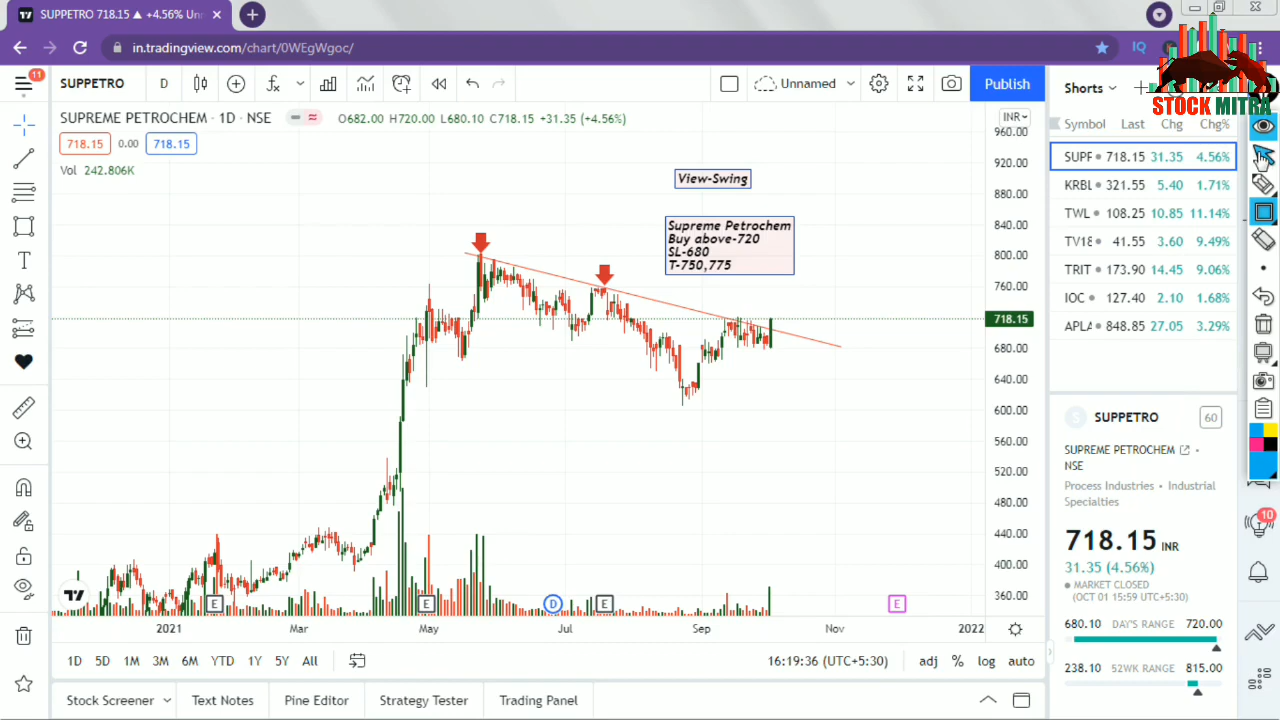 SUPPETRO 718.15 ▲ +4.56% Unn
in.tradingview.com/chart/0WEgWgoc/
IQ
11
SUPPETRO
D
Unnamed
Publish
SUPREME PETROCHEM · 1D · NSE
O682.00 H720.00 L680.10 C718.15 +31.35 (+4.56%)
718.15 0.00 718.15
Vol 242.806K
View-Swing
Supreme Petrochem
Buy above-720
SL-680
T-750,775
INR
960.00
920.00
880.00
840.00
800.00
760.00
718.15
680.00
640.00
600.00
560.00
520.00
480.00
440.00
400.00
360.00
E
E
D
E
E
2021 Mar May Jul Sep Nov 2022
1D 5D 1M 3M 6M YTD 1Y 5Y All
16:19:36 (UTC+5:30)
adj % log auto
Stock Screener
Text Notes
Pine Editor
Strategy Tester
Trading Panel
STOCK MITRA
Shorts
Symbol Last Chg Chg%
SUPF 718.15 31.35 4.56%
KRBL 321.55 5.40 1.71%
TWL 108.25 10.85 11.14%
TV18 41.55 3.60 9.49%
TRIT 173.90 14.45 9.06%
IOC 127.40 2.10 1.68%
APLA 848.85 27.05 3.29%
S
SUPPETRO
60
SUPREME PETROCHEM •
NSE
Process Industries • Industrial
Specialties
718.15 INR
31.35 (4.56%)
● MARKET CLOSED
(OCT 01 15:59 UTC+5:30)
680.10 DAY'S RANGE 720.00
238.10 52WK RANGE 815.00
10